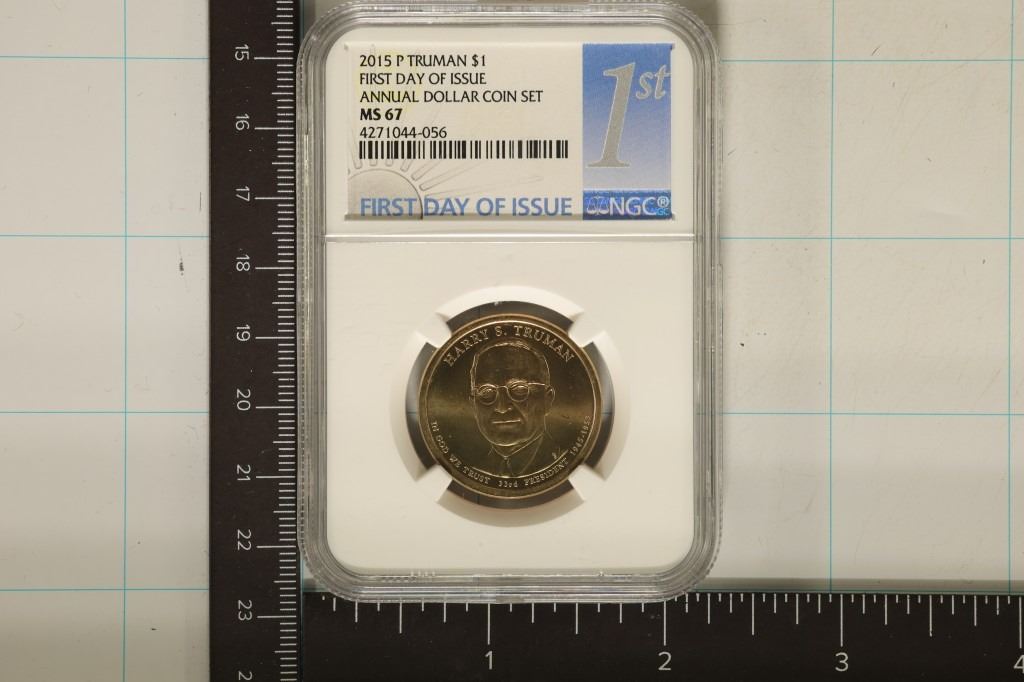 2015 P TRUMAN $1
FIRST DAY OF ISSUE
ANNUAL DOLLAR COIN SET
MS 67
4271044-056
FIRST DAY OF ISSUE
1st
NGC®
HARRY S. TRUMAN
IN GOD WE TRUST 33rd PRESIDENT 1945-1953
15
16
17
18
19
20
21
22
23
2
1
2
3
4